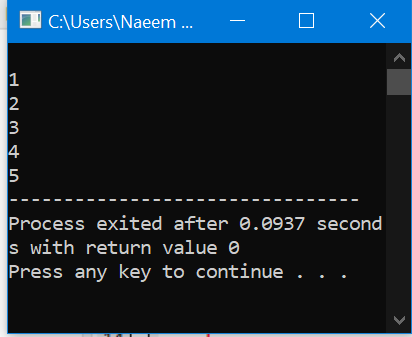 C:\Users\Naeem ...
1
2
3
4
5
--------------------------------
Process exited after 0.0937 second
s with return value 0
Press any key to continue . . .